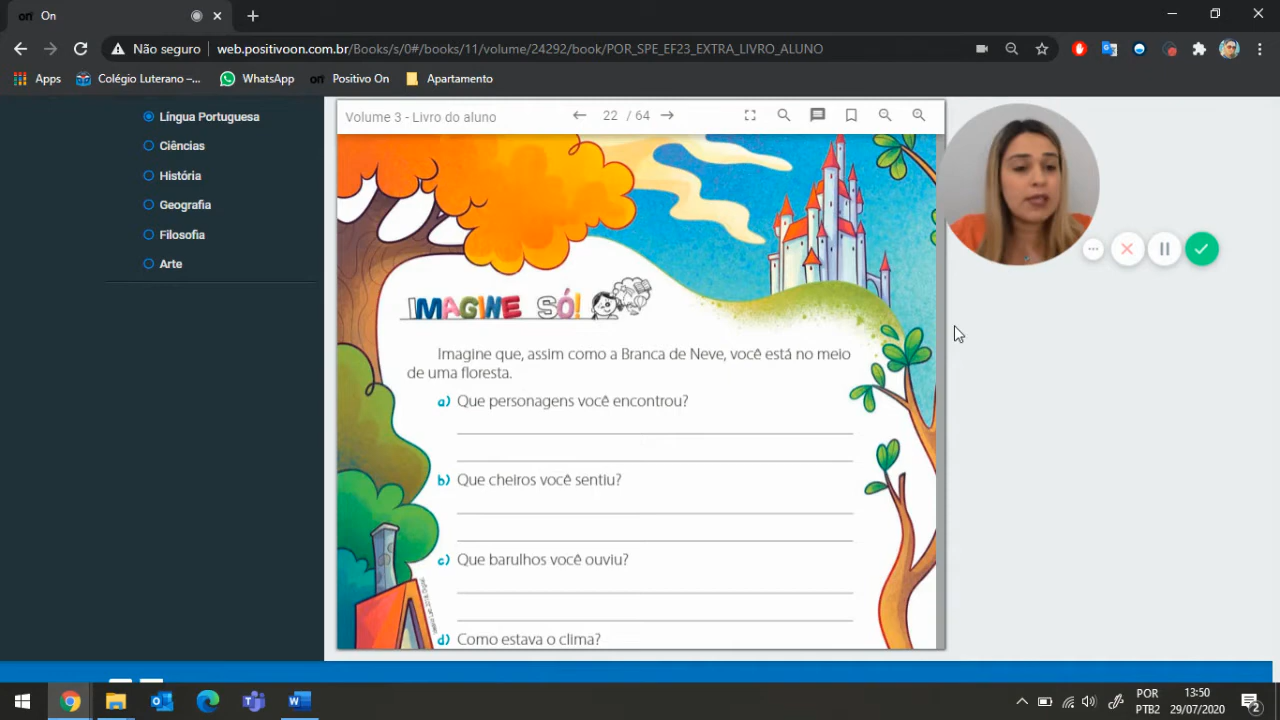 On
Não seguro
web.positivoon.com.br/Books/s/0#/books/11/volume/24292/book/POR_SPE_EF23_EXTRA_LIVRO_ALUNO
Apps
Colégio Luterano –...
WhatsApp
on
Positivo On
Apartamento
Língua Portuguesa
Ciências
História
Geografia
Filosofia
Arte
Volume 3 - Livro do aluno
22 / 64
IMAGINE SÓ!
Imagine que, assim como a Branca de Neve, você está no meio
de uma floresta.
a) Que personagens você encontrou?
b) Que cheiros você sentiu?
c) Que barulhos você ouviu?
d) Como estava o clima?
POR
PTB2
13:50
29/07/2020
2